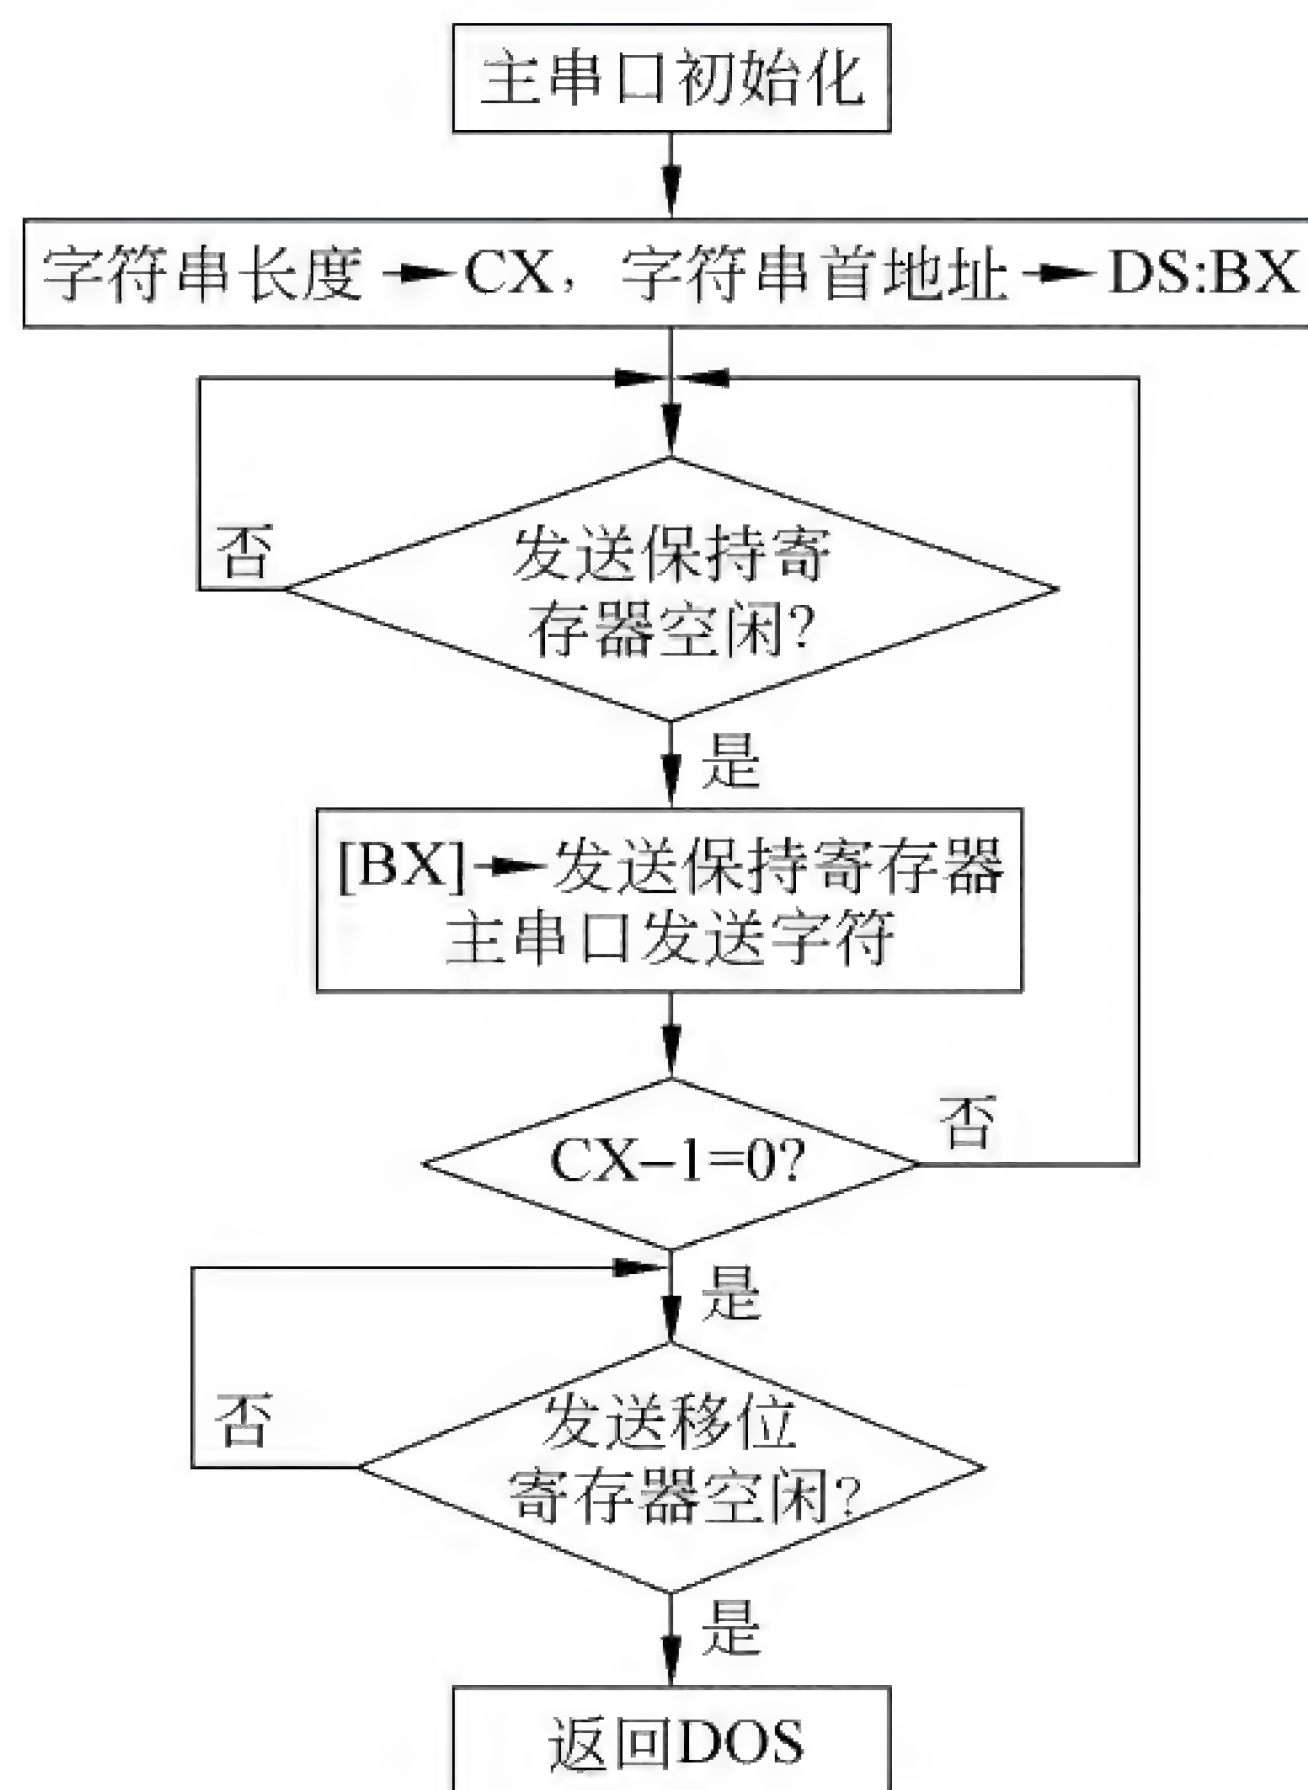 主串口初始化
字符串长度→CX，字符串首地址→DS:BX
否
发送保持寄
存器空闲?
是
[BX]→发送保持寄存器
主串口发送字符
否
CX–1=0?
是
否
发送移位
寄存器空闲?
是
返回DOS